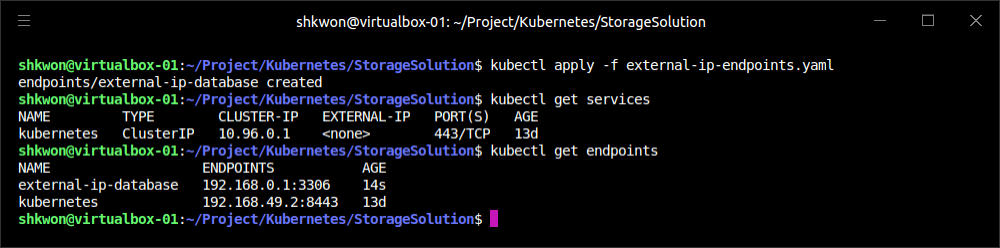 shkwon@virtualbox-01: ~/Project/Kubernetes/StorageSolution
shkwon@virtualbox-01:~/Project/Kubernetes/StorageSolution$ kubectl apply -f external-ip-endpoints.yaml
endpoints/external-ip-database created
shkwon@virtualbox-01:~/Project/Kubernetes/StorageSolution$ kubectl get services
NAME         TYPE        CLUSTER-IP   EXTERNAL-IP   PORT(S)   AGE
kubernetes   ClusterIP   10.96.0.1    <none>        443/TCP   13d
shkwon@virtualbox-01:~/Project/Kubernetes/StorageSolution$ kubectl get endpoints
NAME                   ENDPOINTS           AGE
external-ip-database   192.168.0.1:3306    14s
kubernetes             192.168.49.2:8443   13d
shkwon@virtualbox-01:~/Project/Kubernetes/StorageSolution$